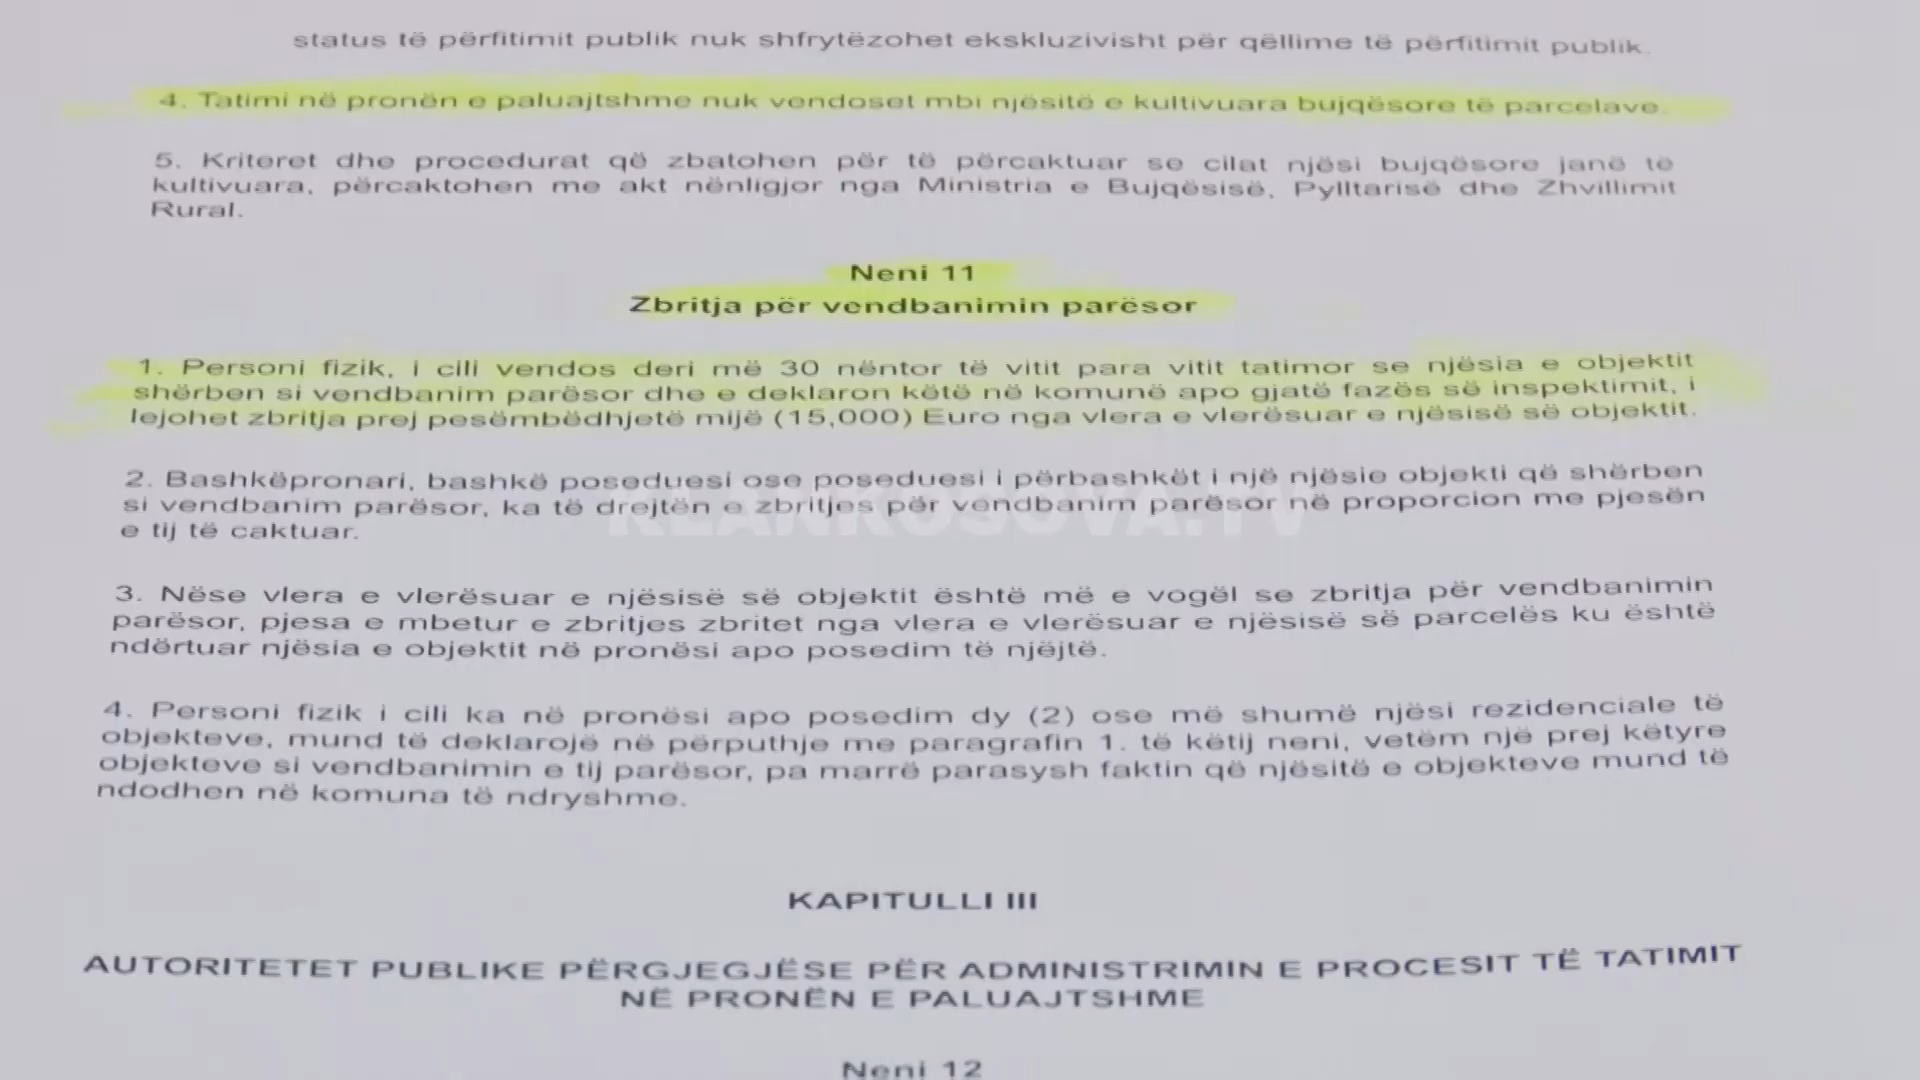 status të përfitimit publik nuk shfrytëzohet ekskluzivisht për qëllime të përfitimit publik.
4. Tatimi në pronën e paluajtshme nuk vendoset mbi njësitë e kultivuara bujqësore të parcelave.
5. Kriteret dhe procedurat që zbatohen për të përcaktuar se cilat njësi bujqësore janë të
kultivuara, përcaktohen me akt nënligjor nga Ministria e Bujqësisë, Pylltarisë dhe Zhvillimit
Rural.
Neni 11
Zbritja për vendbanimin parësor
1. Personi fizik, i cili vendos deri më 30 nëntor të vitit para vitit tatimor se njësia e objektit
shërben si vendbanim parësor dhe e deklaron këtë në komunë apo gjatë fazës së inspektimit, i
lejohet zbritja prej pesëmbëdhjetë mijë (15,000) Euro nga vlera e vlerësuar e njësisë së objektit.
2. Bashkëpronari, bashkë poseduesi ose poseduesi i përbashkët i një njësie objekti që shërben
si vendbanim parësor, ka të drejtën e zbritjes për vendbanim parësor në proporcion me pjesën
e tij të caktuar.
KLANKOSOVA.TV
3. Nëse vlera e vlerësuar e njësisë së objektit është më e vogël se zbritja për vendbanimin
parësor, pjesa e mbetur e zbritjes zbritet nga vlera e vlerësuar e njësisë së parcelës ku është
ndërtuar njësia e objektit në pronësi apo posedim të njëjtë.
4. Personi fizik i cili ka në pronësi apo posedim dy (2) ose më shumë njësi rezidenciale të
objekteve, mund të deklarojë në përputhje me paragrafin 1. të këtij neni, vetëm një prej këtyre
objekteve si vendbanimin e tij parësor, pa marrë parasysh faktin që njësitë e objekteve mund të
ndodhen në komuna të ndryshme.
KAPITULLI III
AUTORITETET PUBLIKE PËRGJEGJËSE PËR ADMINISTRIMIN E PROCESIT TË TATIMIT
NË PRONËN E PALUAJTSHME
Neni 12